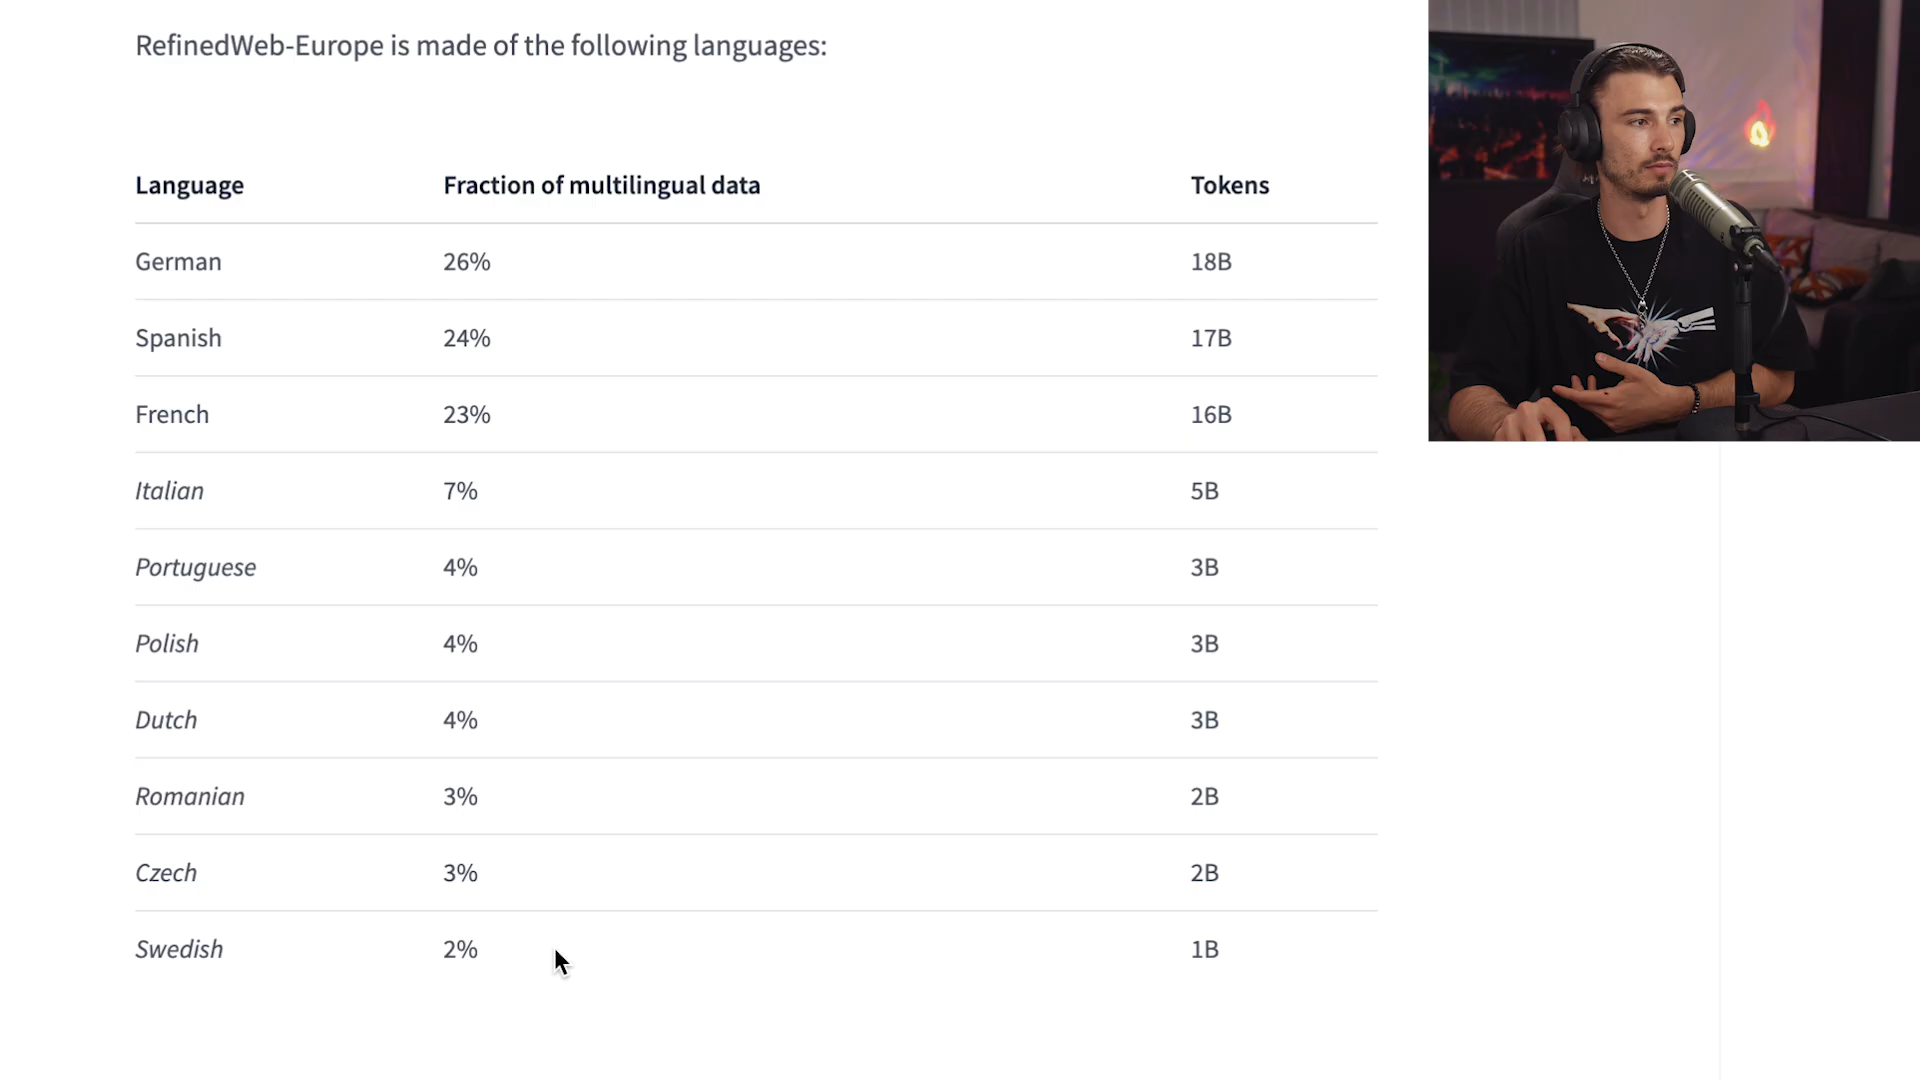 RefinedWeb-Europe is made of the following languages:
Language Fraction of multilingual data Tokens
German 26% 18B
Spanish 24% 17B
French 23% 16B
Italian 7% 5B
Portuguese 4% 3B
Polish 4% 3B
Dutch 4% 3B
Romanian 3% 2B
Czech 3% 2B
Swedish 2% 1B